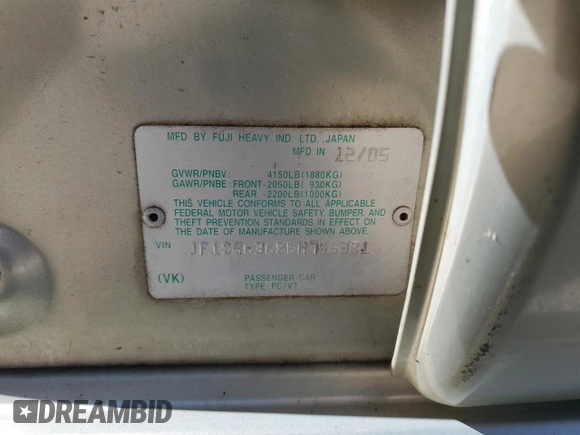 MFD BY FUJI HEAVY IND. LTD., JAPAN
MFD IN 12/05
GVWR/PNBV: 4150LB(1880KG)
GAWR/PNBE: FRONT-2050LB( 930KG)
REAR -2200LB(1000KG)
THIS VEHICLE CONFORMS TO ALL APPLICABLE
FEDERAL MOTOR VEHICLE SAFETY, BUMPER, AND
THEFT PREVENTION STANDARDS IN EFFECT ON
THE DATE OF MANUFACTURE SHOWN ABOVE.
VIN
(VK) PASSENGER CAR
TYPE: PC/VT
DREAMBID